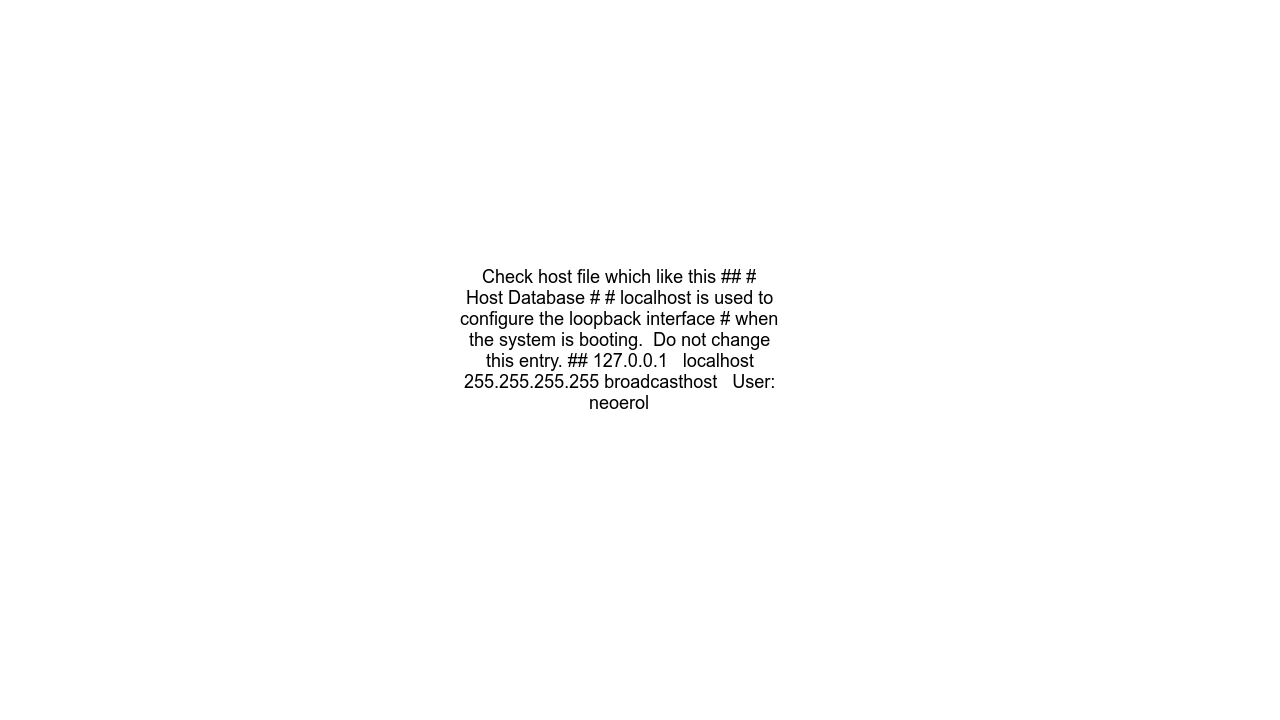 Check host file which like this ## #
Host Database # # localhost is used to
configure the loopback interface # when
the system is booting.  Do not change
this entry. ## 127.0.0.1   localhost
255.255.255.255 broadcasthost   User:
neoerol